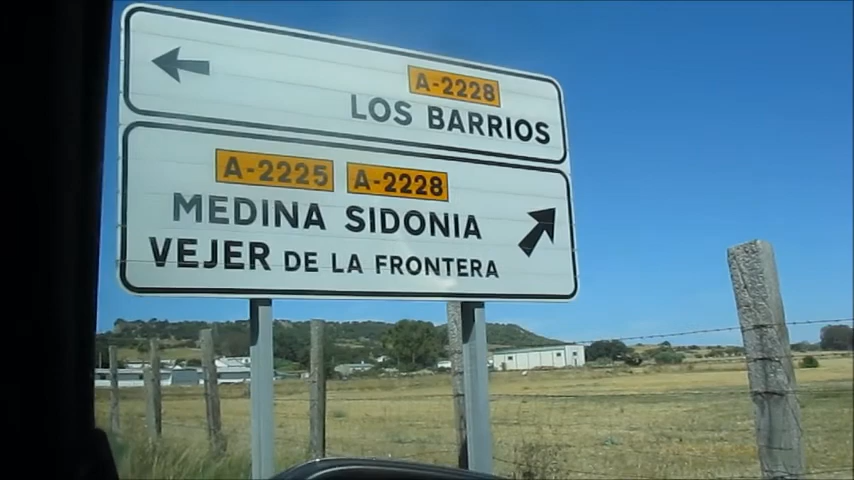 A-2228
LOS BARRIOS
A-2225 A-2228
MEDINA SIDONIA
VEJER DE LA FRONTERA